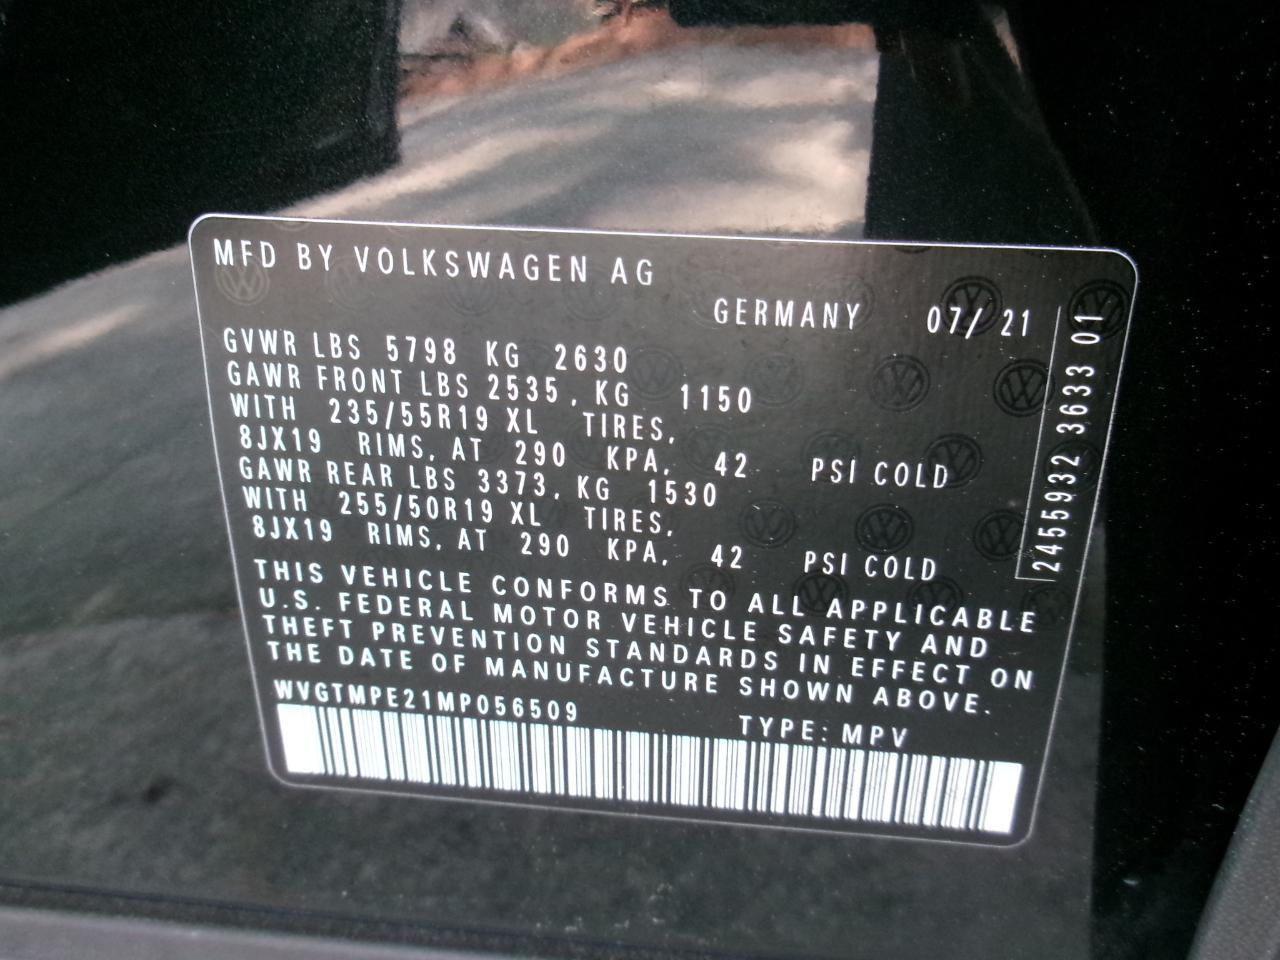 MFD BY VOLKSWAGEN AG
GERMANY 07/21
GVWR LBS 5798 KG 2630
GAWR FRONT LBS 2535, KG 1150
WITH 235/55R19 XL TIRES,
8JX19 RIMS, AT 290 KPA, 42 PSI COLD
GAWR REAR LBS 3373, KG 1530
WITH 255/50R19 XL TIRES,
8JX19 RIMS, AT 290 KPA, 42 PSI COLD
THIS VEHICLE CONFORMS TO ALL APPLICABLE
U.S. FEDERAL MOTOR VEHICLE SAFETY AND
THEFT PREVENTION STANDARDS IN EFFECT ON
THE DATE OF MANUFACTURE SHOWN ABOVE.
WVGTMPE21MP056509
TYPE: MPV
2455932 3633 01